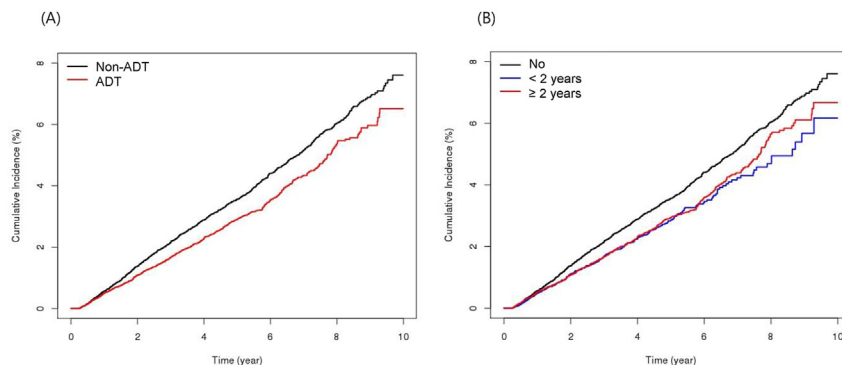 (A)
Non-ADT
ADT
8
6
4
2
0
Cumulative Incidence (%)
0 2 4 6 8 10
Time (year)
(B)
No
< 2 years
≥ 2 years
8
6
4
2
0
Cumulative Incidence (%)
0 2 4 6 8 10
Time (year)